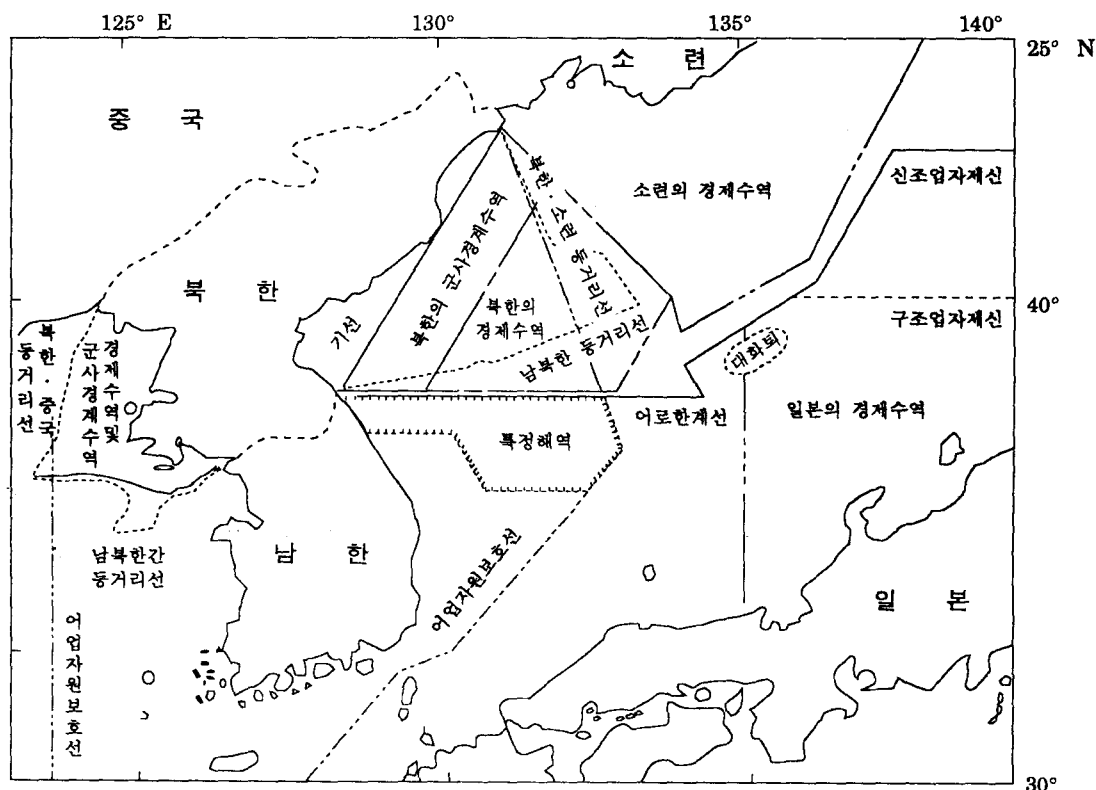 125° E
130°
135°
140°
25° N
소 련
중 국
신조업자제선
소련의 경제수역
북한·소련 등거리선
북한의 군사경계수역
북 한
북한의
경제수역
40°
구조업자제선
기선
남북한 등거리선
대화퇴
북한·중국
등거리선
경제수역및
군사경계수역
어로한계선
일본의 경제수역
특정해역
남북한간
등거리선
남 한
어업자원보호선
일 본
어업자원보호선
30°